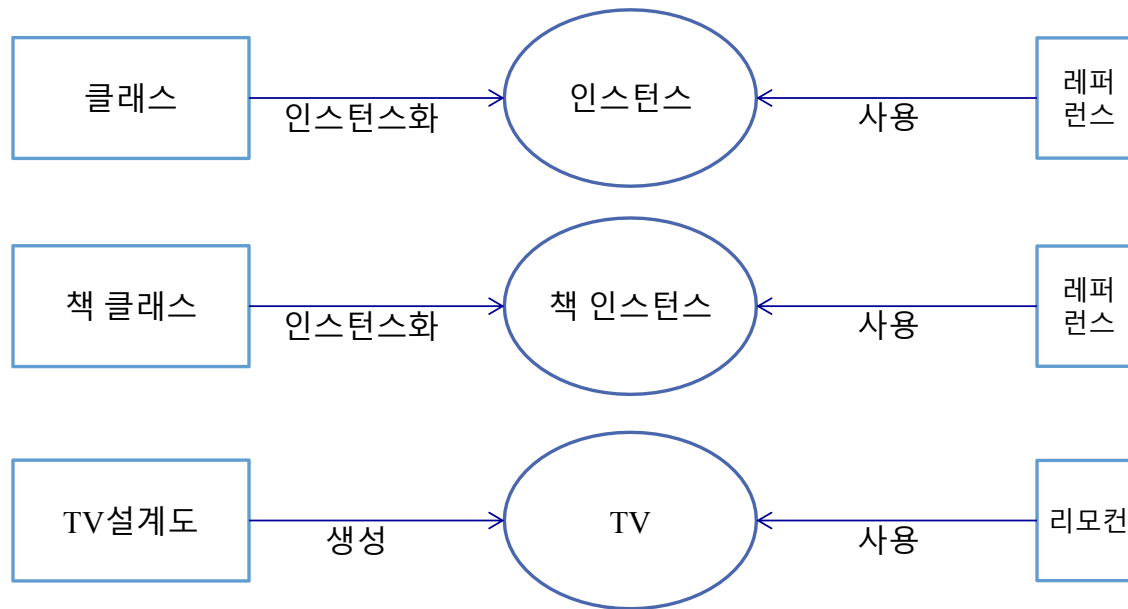 클래스
인스턴스화
인스턴스
사용
레퍼
런스
책 클래스
인스턴스화
책 인스턴스
사용
레퍼
런스
TV설계도
생성
TV
사용
리모컨